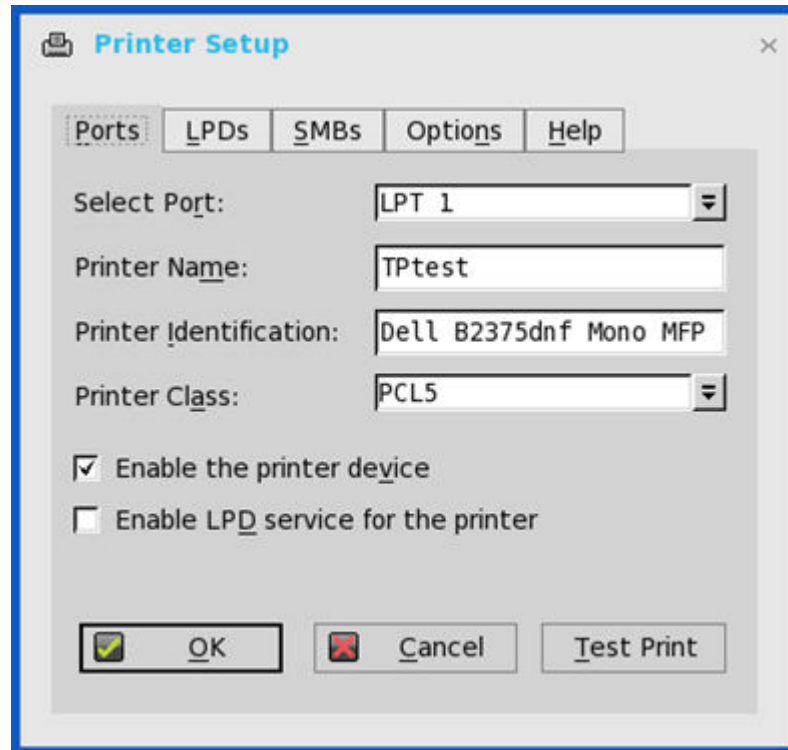 Printer Setup
Ports LPDs SMBs Options Help
Select Port: LPT 1
Printer Name: TPtest
Printer Identification: Dell B2375dnf Mono MFP
Printer Class: PCL5
Enable the printer device
Enable LPD service for the printer
OK Cancel Test Print